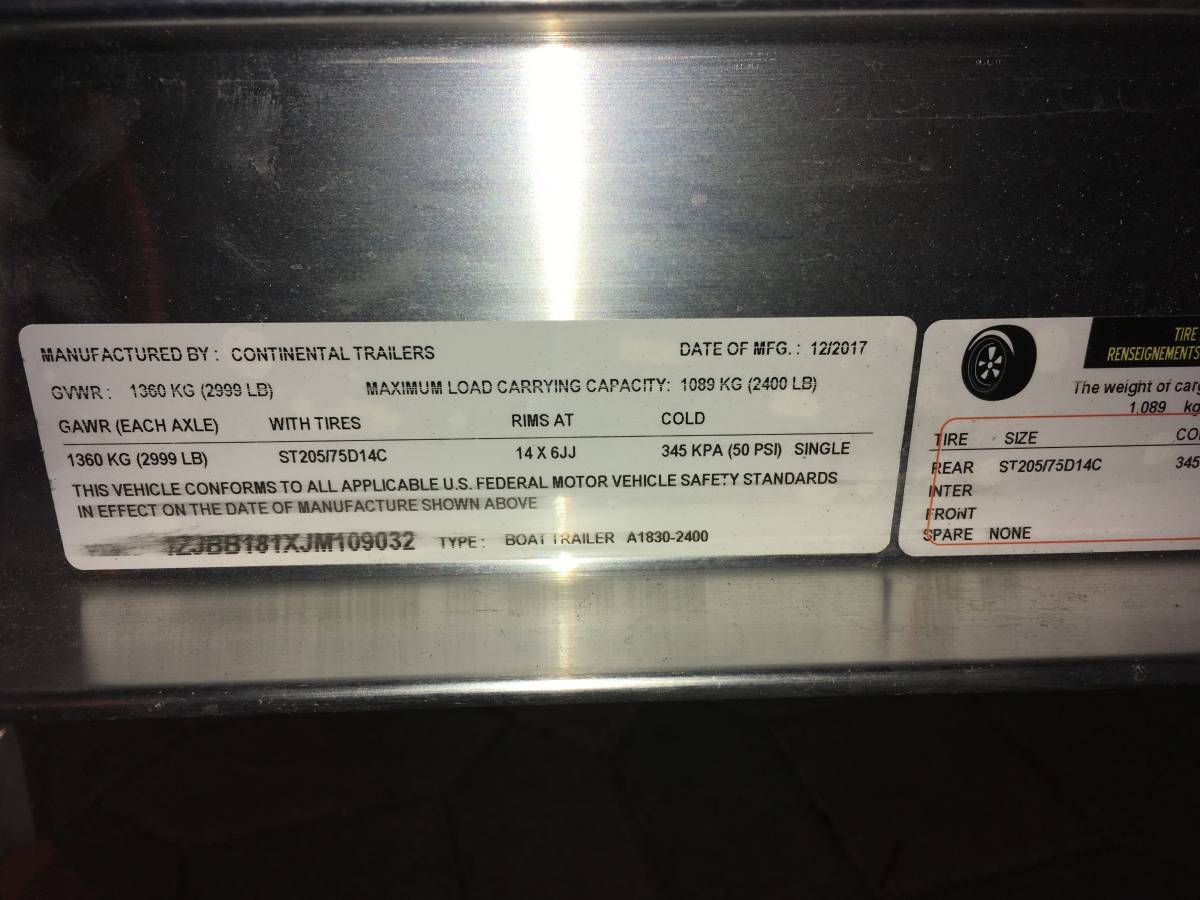 MANUFACTURED BY : CONTINENTAL TRAILERS DATE OF MFG. : 12/2017
GVWR : 1360 KG (2999 LB) MAXIMUM LOAD CARRYING CAPACITY: 1089 KG (2400 LB)
GAWR (EACH AXLE) WITH TIRES RIMS AT COLD
1360 KG (2999 LB) ST205/75D14C 14 X 6JJ 345 KPA (50 PSI) SINGLE
THIS VEHICLE CONFORMS TO ALL APPLICABLE U.S. FEDERAL MOTOR VEHICLE SAFETY STANDARDS
IN EFFECT ON THE DATE OF MANUFACTURE SHOWN ABOVE
1ZJBB181XJM109032 TYPE : BOAT TRAILER A1830-2400
TIRE
RENSEIGNEMENTS
The weight of
1.089 kg
TIRE SIZE
REAR ST205/75D14C 345
INTER
FRONT
SPARE NONE